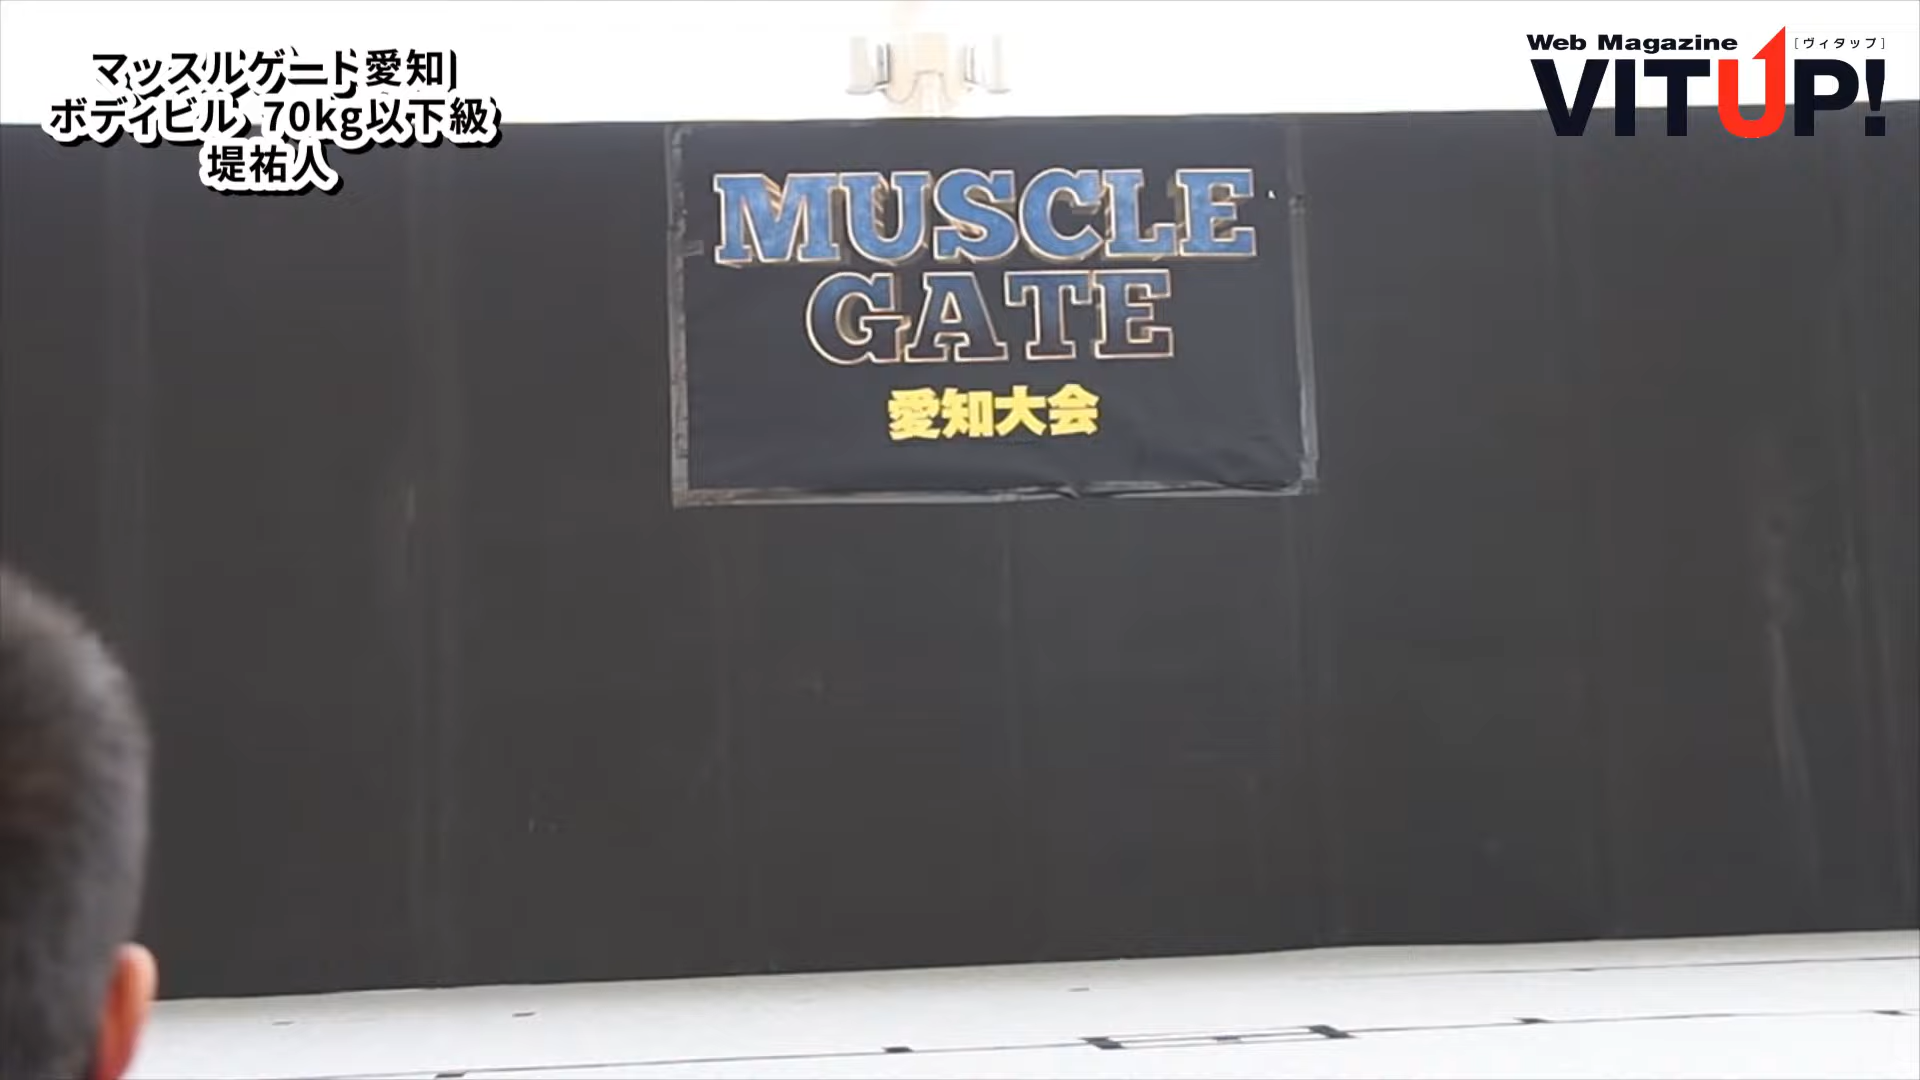 マッスルゲート愛知
ボディビル 70kg以下級
堤祐人
Web Magazine [ヴィタップ]
VITUP!
MUSCLE
GATE
愛知大会